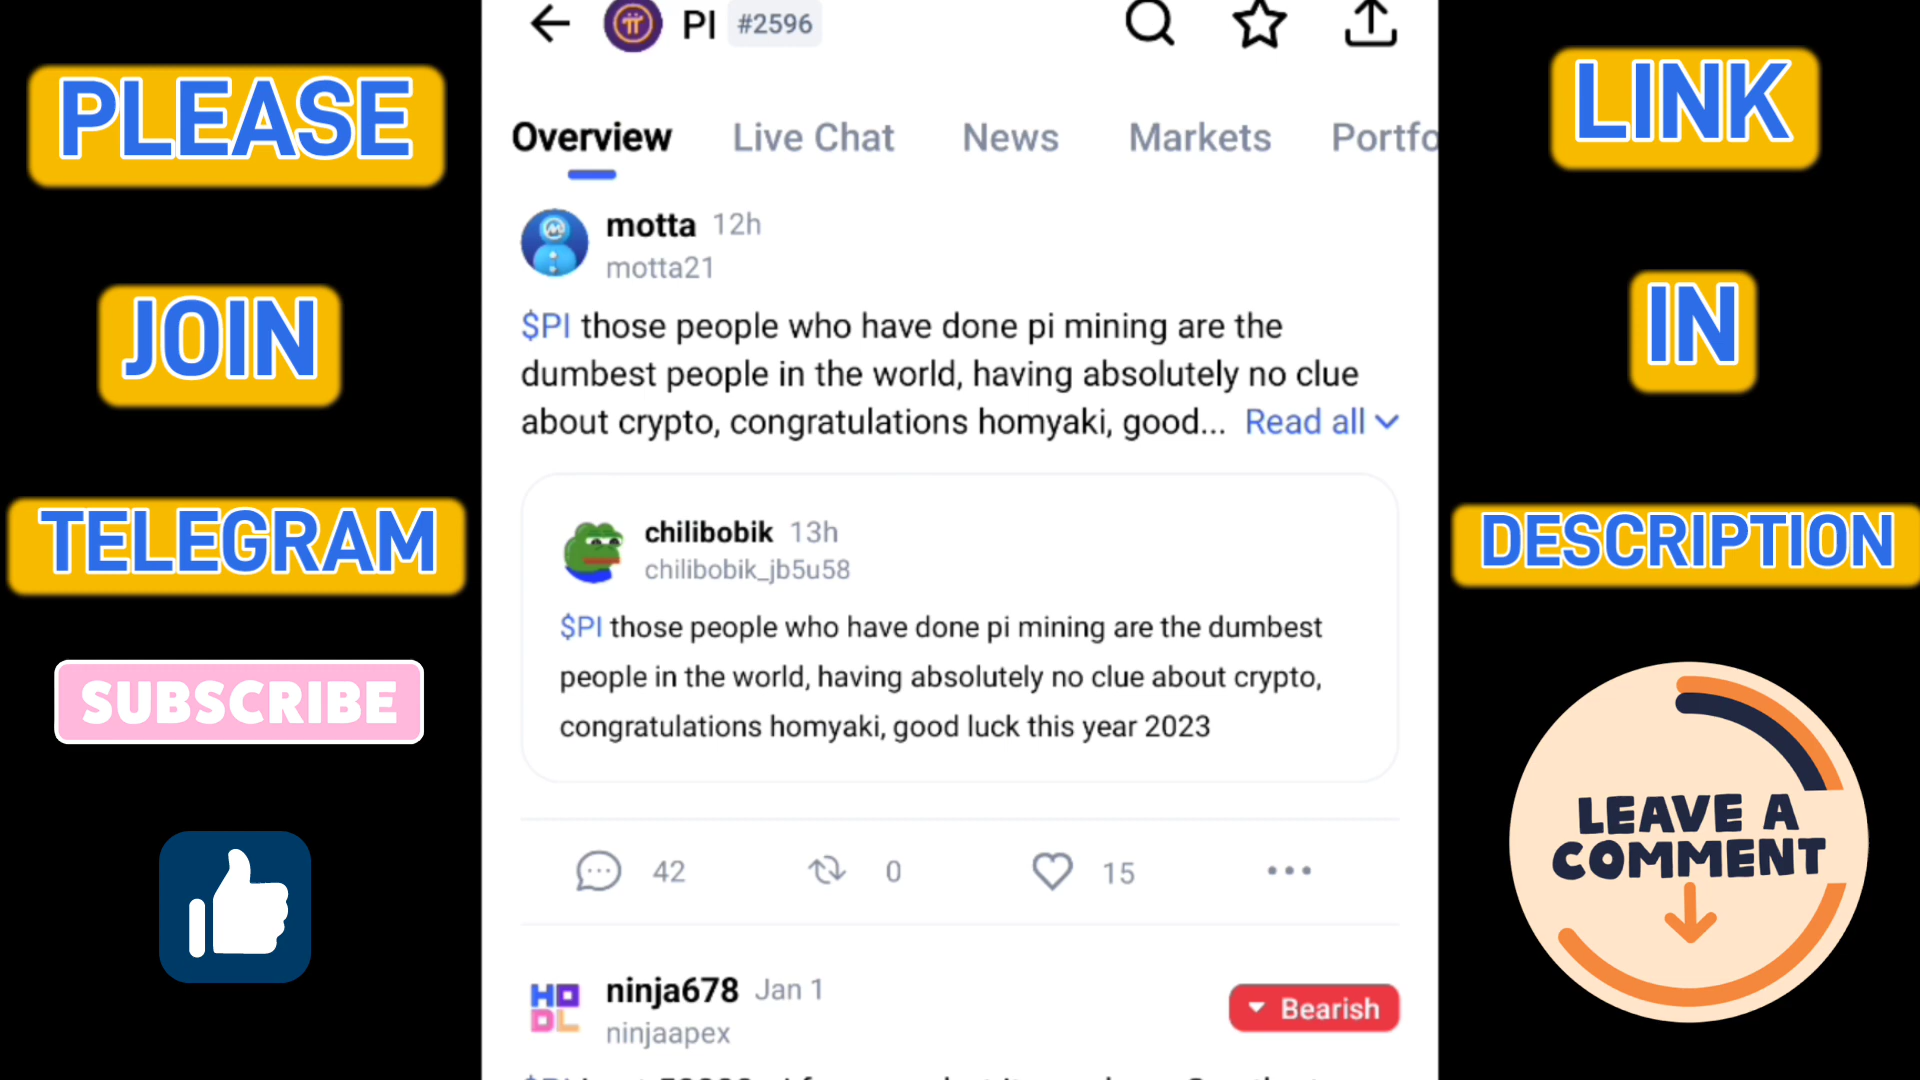 PLEASE
JOIN
TELEGRAM
SUBSCRIBE
PI #2596
Overview Live Chat News Markets Portfo
motta 12h
motta21
$PI those people who have done pi mining are the
dumbest people in the world, having absolutely no clue
about crypto, congratulations homyaki, good... Read all
chilibobik 13h
chilibobik_jb5u58
$PI those people who have done pi mining are the dumbest
people in the world, having absolutely no clue about crypto,
congratulations homyaki, good luck this year 2023
42 0 15
HODL
ninja678 Jan 1
ninjaapex
Bearish
LINK
IN
DESCRIPTION
LEAVE A
COMMENT